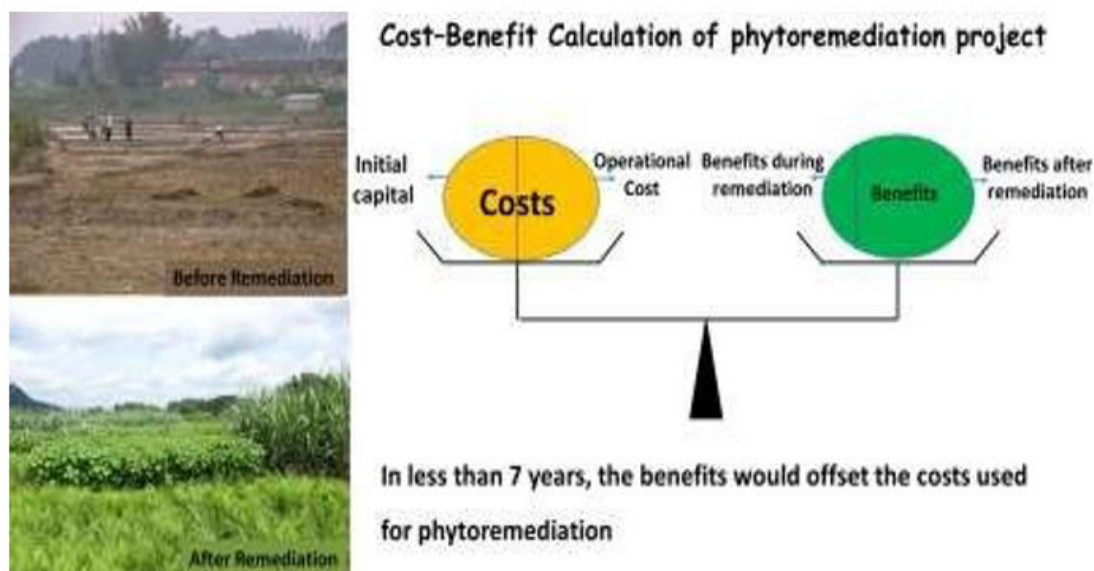 Cost-Benefit Calculation of phytoremediation project
Initial
capital
Costs
Operational
Cost
Benefits during
remediation
Benefits
Benefits after
remediation
Before Remediation
In less than 7 years, the benefits would offset the costs used
for phytoremediation
After Remediation